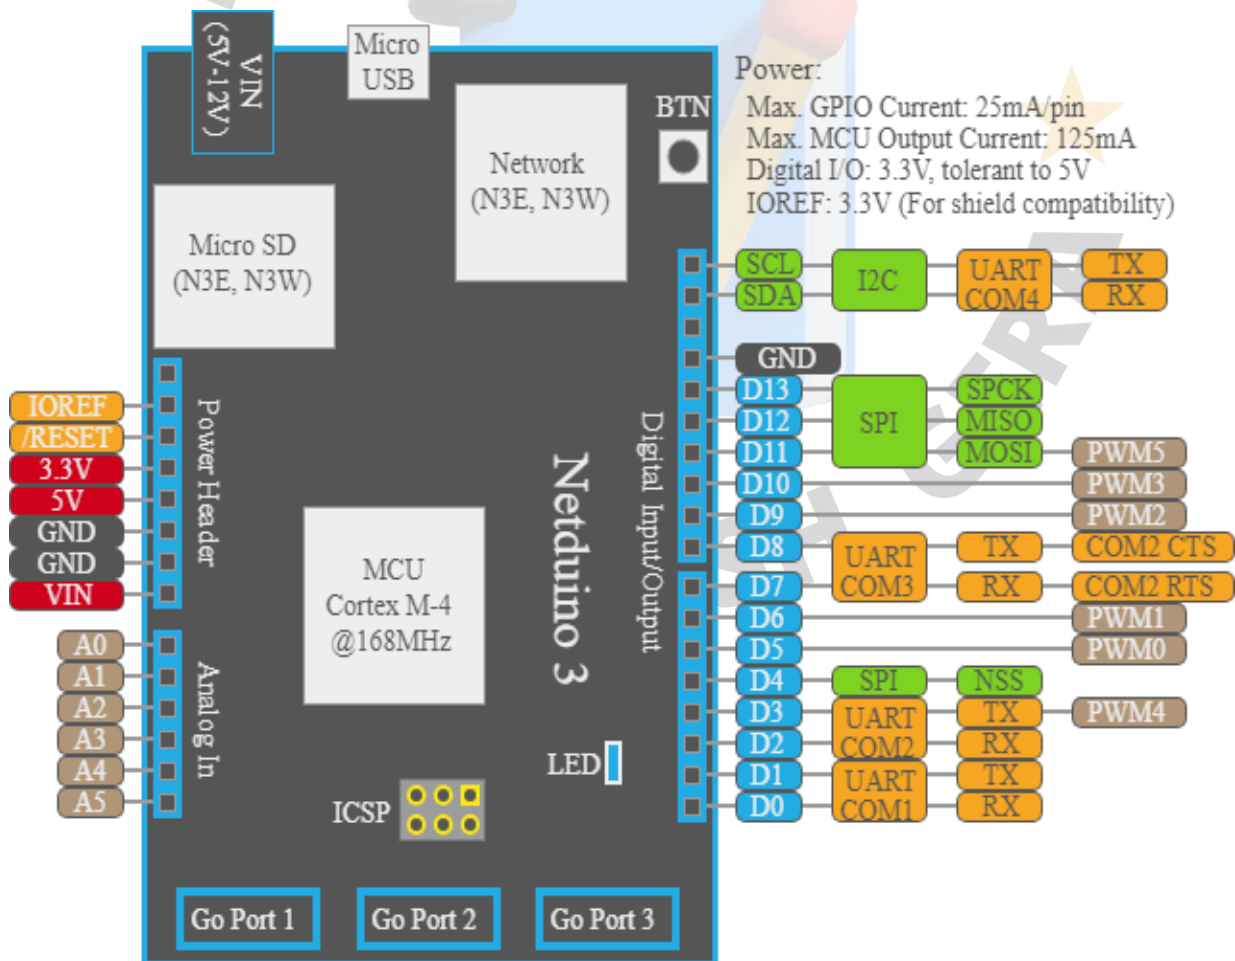 VIN
(5V-12V)
Micro
USB
Network
(N3E, N3W)
BTN
Micro SD
(N3E, N3W)
Power:
Max. GPIO Current: 25mA/pin
Max. MCU Output Current: 125mA
Digital I/O: 3.3V, tolerant to 5V
IOREF: 3.3V (For shield compatibility)
SCL I2C UART TX
SDA COM4 RX
GND
D13 SPCK
D12 SPI MISO
D11 MOSI PWM5
D10 PWM3
D9 PWM2
D8 UART TX COM2 CTS
D7 COM3 RX COM2 RTS
D6 PWM1
D5 PWM0
D4 SPI NSS
D3 UART TX PWM4
D2 COM2 RX
D1 UART TX
D0 COM1 RX
IOREF
/RESET
3.3V
5V
GND
GND
VIN
Power Header
A0
A1
A2
A3
A4
A5
Analog In
MCU
Cortex M-4
@168MHz
Netduino 3
Digital Input/Output
LED
ICSP
Go Port 1
Go Port 2
Go Port 3